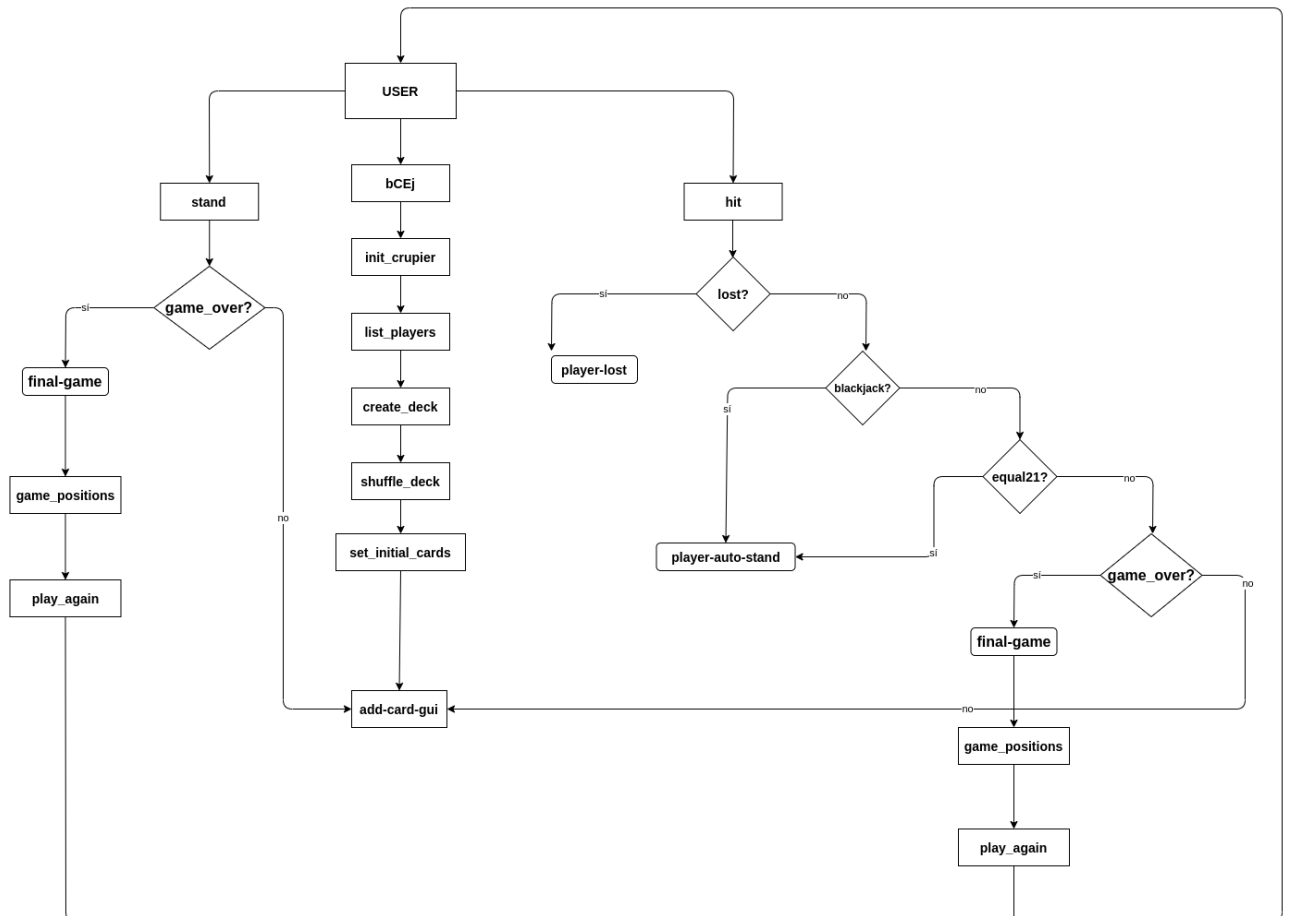 USER
bCEj
stand
hit
init_crupier
lost?
game_over?
sí
sí
no
list_players
player-lost
final-game
blackjack?
no
create_deck
sí
equal21?
no
shuffle_deck
game_positions
no
set_initial_cards
sí
player-auto-stand
game_over?
sí
no
play_again
final-game
add-card-gui
no
game_positions
play_again